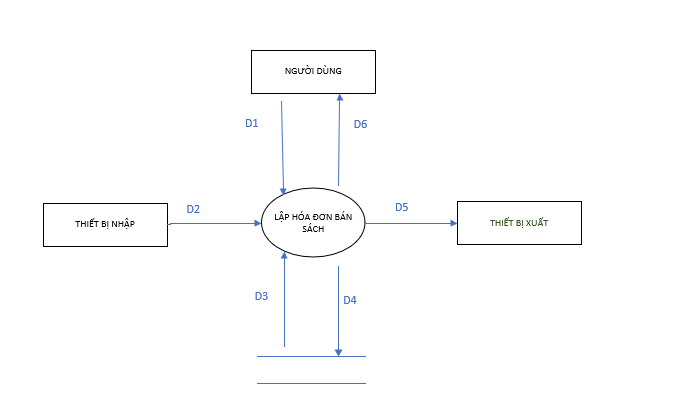 NGƯỜI DÙNG
D1
D6
THIẾT BỊ NHẬP
D2
LẬP HÓA ĐƠN BÁN
SÁCH
D5
THIẾT BỊ XUẤT
D3
D4